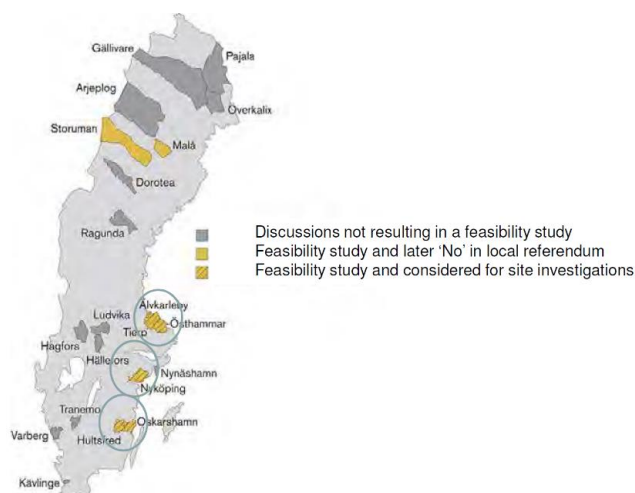 Gällivare
Pajala
Arjeplog
Överkalix
Storuman
Malå
Dorotea
Ragunda
Discussions not resulting in a feasibility study
Feasibility study and later ‘No’ in local referendum
Feasibility study and considered for site investigations
Älvkarleby
Ludvika
Östhammar
Tierp
Hagfors
Hällefors
Nynäshamn
Nyköping
Tranemo
Oskarshamn
Varberg
Hultsfred
Kävlinge